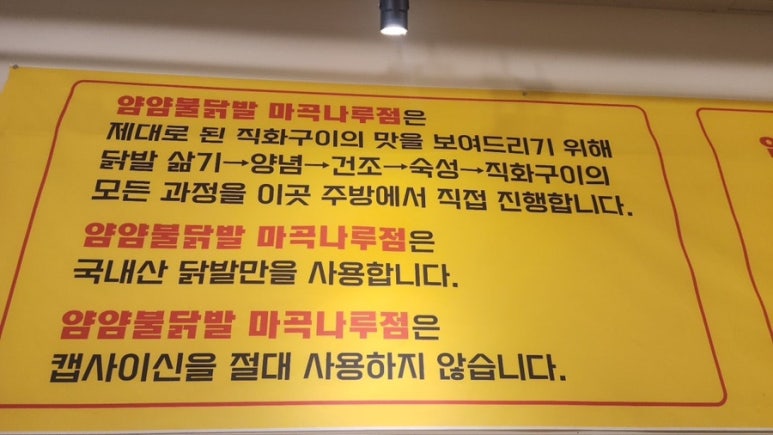 얌얌불닭발 마곡나루점은
제대로 된 직화구이의 맛을 보여드리기 위해
닭발 삶기→양념→건조→숙성→직화구이의
모든 과정을 이곳 주방에서 직접 진행합니다.
얌얌불닭발 마곡나루점은
국내산 닭발만을 사용합니다.
얌얌불닭발 마곡나루점은
캡사이신을 절대 사용하지 않습니다.